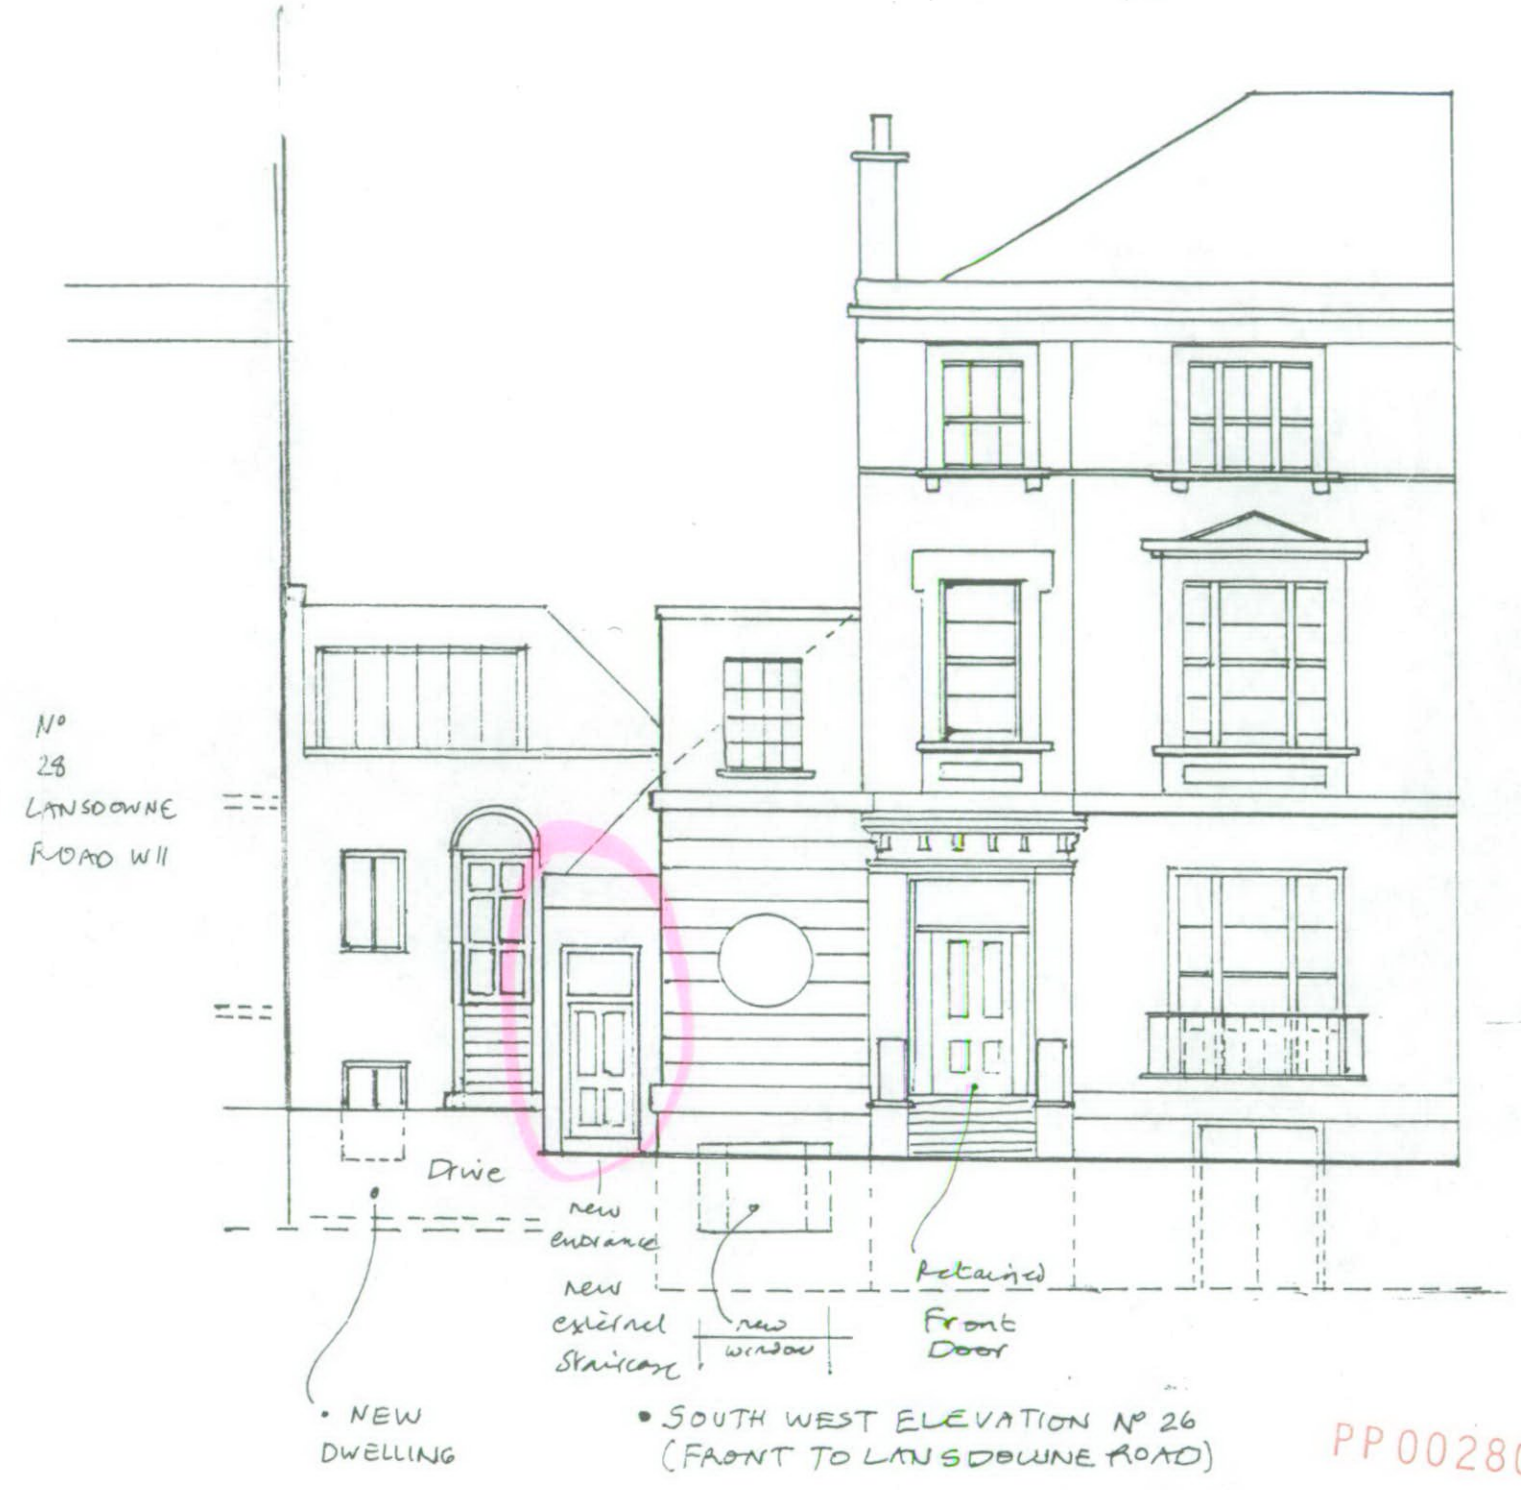 Nº
28
LANSDOWNE
ROAD W11
Drive
new
entrance
new
external
staircase
new
window
Retained
Front
Door
• NEW
DWELLING
• SOUTH WEST ELEVATION Nº 26
(FRONT TO LANSDOWNE ROAD)
PP00280